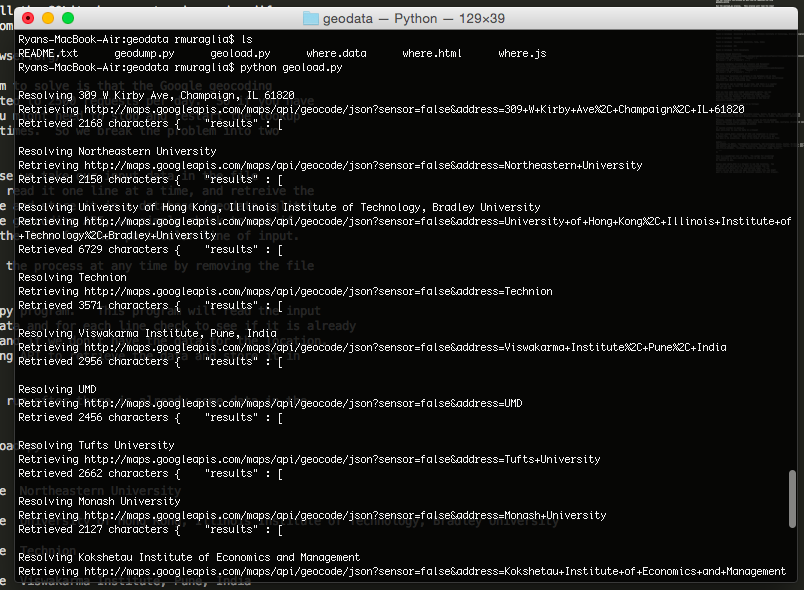 geodata — Python — 129×39
Ryans-MacBook-Air:geodata rmuraglia$ ls
README.txt geodump.py geoload.py where.data where.html where.js
Ryans-MacBook-Air:geodata rmuraglia$ python geoload.py
Resolving 309 W Kirby Ave, Champaign, IL 61820
Retrieving http://maps.googleapis.com/maps/api/geocode/json?sensor=false&address=309+W+Kirby+Ave%2C+Champaign%2C+IL+61820
Retrieved 2168 characters { "results" : [
Resolving Northeastern University
Retrieving http://maps.googleapis.com/maps/api/geocode/json?sensor=false&address=Northeastern+University
Retrieved 2150 characters { "results" : [
Resolving University of Hong Kong, Illinois Institute of Technology, Bradley University
Retrieving http://maps.googleapis.com/maps/api/geocode/json?sensor=false&address=University+of+Hong+Kong%2C+Illinois+Institute+of
+Technology%2C+Bradley+University
Retrieved 6729 characters { "results" : [
Resolving Technion
Retrieving http://maps.googleapis.com/maps/api/geocode/json?sensor=false&address=Technion
Retrieved 3571 characters { "results" : [
Resolving Viswakarma Institute, Pune, India
Retrieving http://maps.googleapis.com/maps/api/geocode/json?sensor=false&address=Viswakarma+Institute%2C+Pune%2C+India
Retrieved 2956 characters { "results" : [
Resolving UMD
Retrieving http://maps.googleapis.com/maps/api/geocode/json?sensor=false&address=UMD
Retrieved 2456 characters { "results" : [
Resolving Tufts University
Retrieving http://maps.googleapis.com/maps/api/geocode/json?sensor=false&address=Tufts+University
Retrieved 2662 characters { "results" : [
Resolving Monash University
Retrieving http://maps.googleapis.com/maps/api/geocode/json?sensor=false&address=Monash+University
Retrieved 2127 characters { "results" : [
Resolving Kokshetau Institute of Economics and Management
Retrieving http://maps.googleapis.com/maps/api/geocode/json?sensor=false&address=Kokshetau+Institute+of+Economics+and+Management